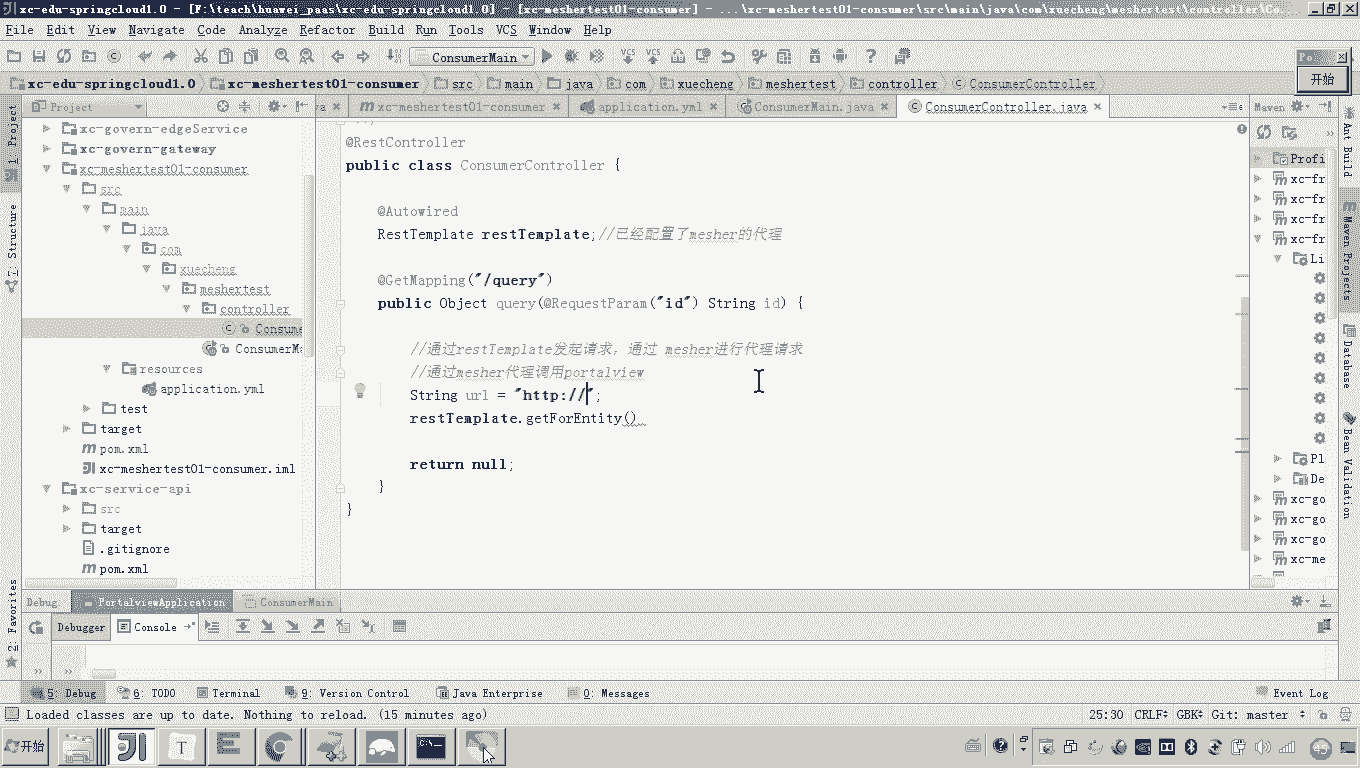 xc-edu-springcloud1.0 - [F:\teach\huawei_paas\xc-edu-springcloud1.0] - [xc-meshertest01-consumer] - ...\xc-meshertest01-consumer\src\main\java\com\xuecheng\meshertest\controller\Co...
File Edit View Navigate Code Analyze Refactor Build Run Tools VCS Window Help
ConsumerMain
开始
xc-edu-springcloud1.0 xc-meshertest01-consumer src main java com xuecheng meshertest controller ConsumerController
Project
xc-meshertest01-consumer application.yml ConsumerMain.java ConsumerController.java
Maven
1: Project
7: Structure
2: Favorites
xc-govern-edgeService
xc-govern-gateway
xc-meshertest01-consumer
src
main
java
com
xuecheng
meshertest
controller
Consume
ConsumerMa
resources
application.yml
test
target
pom.xml
xc-meshertest01-consumer.iml
xc-service-api
src
target
.gitignore
pom.xml
@RestController
public class ConsumerController {
@Autowired
RestTemplate restTemplate;//已经配置了mesher的代理
@GetMapping("/query")
public Object query(@RequestParam("id") String id) {
//通过restTemplate发起请求，通过 mesher进行代理请求
//通过mesher代理调用portalview
String url = "http://";
restTemplate.getForEntity()
return null;
}
}
Profi
xc-fr
xc-fr
xc-fr
xc-fr
Li
Pl
De
xc-go
xc-go
xc-go
xc-me
Ant Build
Maven Projects
Database
Bean Validation
Debug PortalviewApplication ConsumerMain
Debugger Console
5: Debug 6: TODO Terminal 9: Version Control Java Enterprise 0: Messages Event Log
Loaded classes are up to date. Nothing to reload. (15 minutes ago) 25:30 CRLF GBK Git: master
开始
45